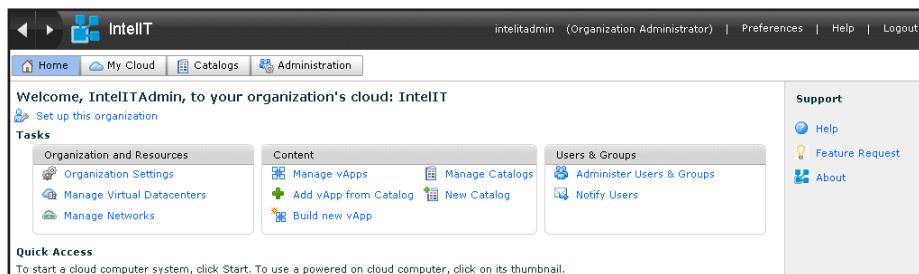 IntelIT
intelitadmin (Organization Administrator) | Preferences | Help | Logout
Home My Cloud Catalogs Administration
Welcome, IntelITAdmin, to your organization's cloud: IntelIT
Set up this organization
Tasks
Organization and Resources
Organization Settings
Manage Virtual Datacenters
Manage Networks
Content
Manage vApps Manage Catalogs
Add vApp from Catalog New Catalog
Build new vApp
Users & Groups
Administer Users & Groups
Notify Users
Quick Access
To start a cloud computer system, click Start. To use a powered on cloud computer, click on its thumbnail.
Support
Help
Feature Request
About